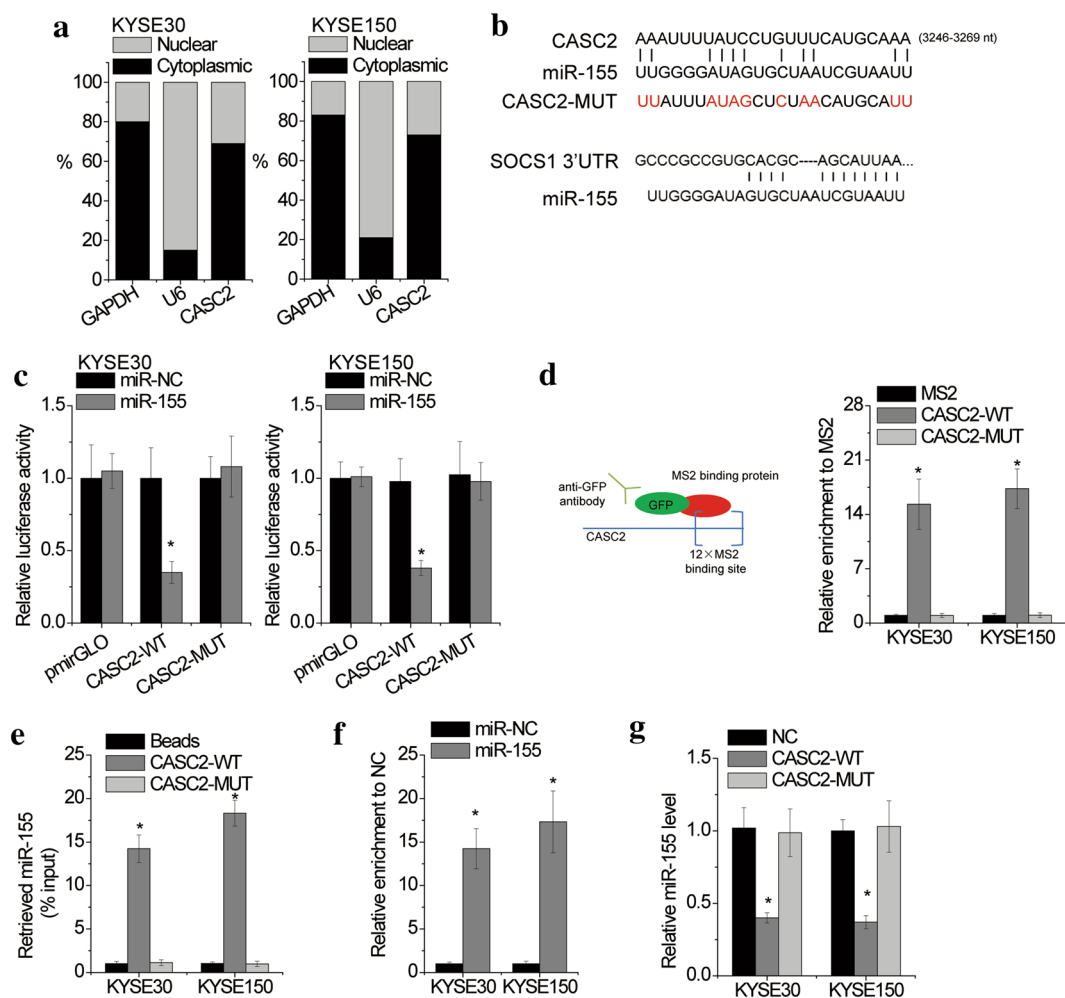 a
KYSE30
Nuclear
Cytoplasmic
100
80
60
%
40
20
0
GAPDH
U6
CASC2
KYSE150
Nuclear
Cytoplasmic
100
80
60
%
40
20
0
GAPDH
U6
CASC2
b
CASC2 AAAUUUUAUCCUGUUUCAUGCAAA (3246-3269 nt)
miR-155 UUGGGGAUAGUGCUAAUCGUAAUU
CASC2-MUT UUAUUUAUAGCUCUAACAUGCAUU
SOCS1 3'UTR GCCCGCCGUGCACGC----AGCAUUAA...
miR-155 UUGGGGAUAGUGCUAAUCGUAAUU
c
KYSE30
miR-NC
miR-155
Relative luciferase activity
1.5
1.0
0.5
0.0
*
pmirGLO
CASC2-WT
CASC2-MUT
KYSE150
miR-NC
miR-155
Relative luciferase activity
1.5
1.0
0.5
0.0
*
pmirGLO
CASC2-WT
CASC2-MUT
d
anti-GFP
antibody
MS2 binding protein
GFP
CASC2
12×MS2
binding site
MS2
CASC2-WT
CASC2-MUT
Relative enrichment to MS2
28
21
14
7
0
* *
KYSE30 KYSE150
e
Beads
CASC2-WT
CASC2-MUT
Retrieved miR-155
(% input)
25
20
15
10
5
0
* *
KYSE30 KYSE150
f
miR-NC
miR-155
Relative enrichment to NC
25
20
15
10
5
0
* *
KYSE30 KYSE150
g
NC
CASC2-WT
CASC2-MUT
Relative miR-155 level
1.5
1.0
0.5
0.0
* *
KYSE30 KYSE150